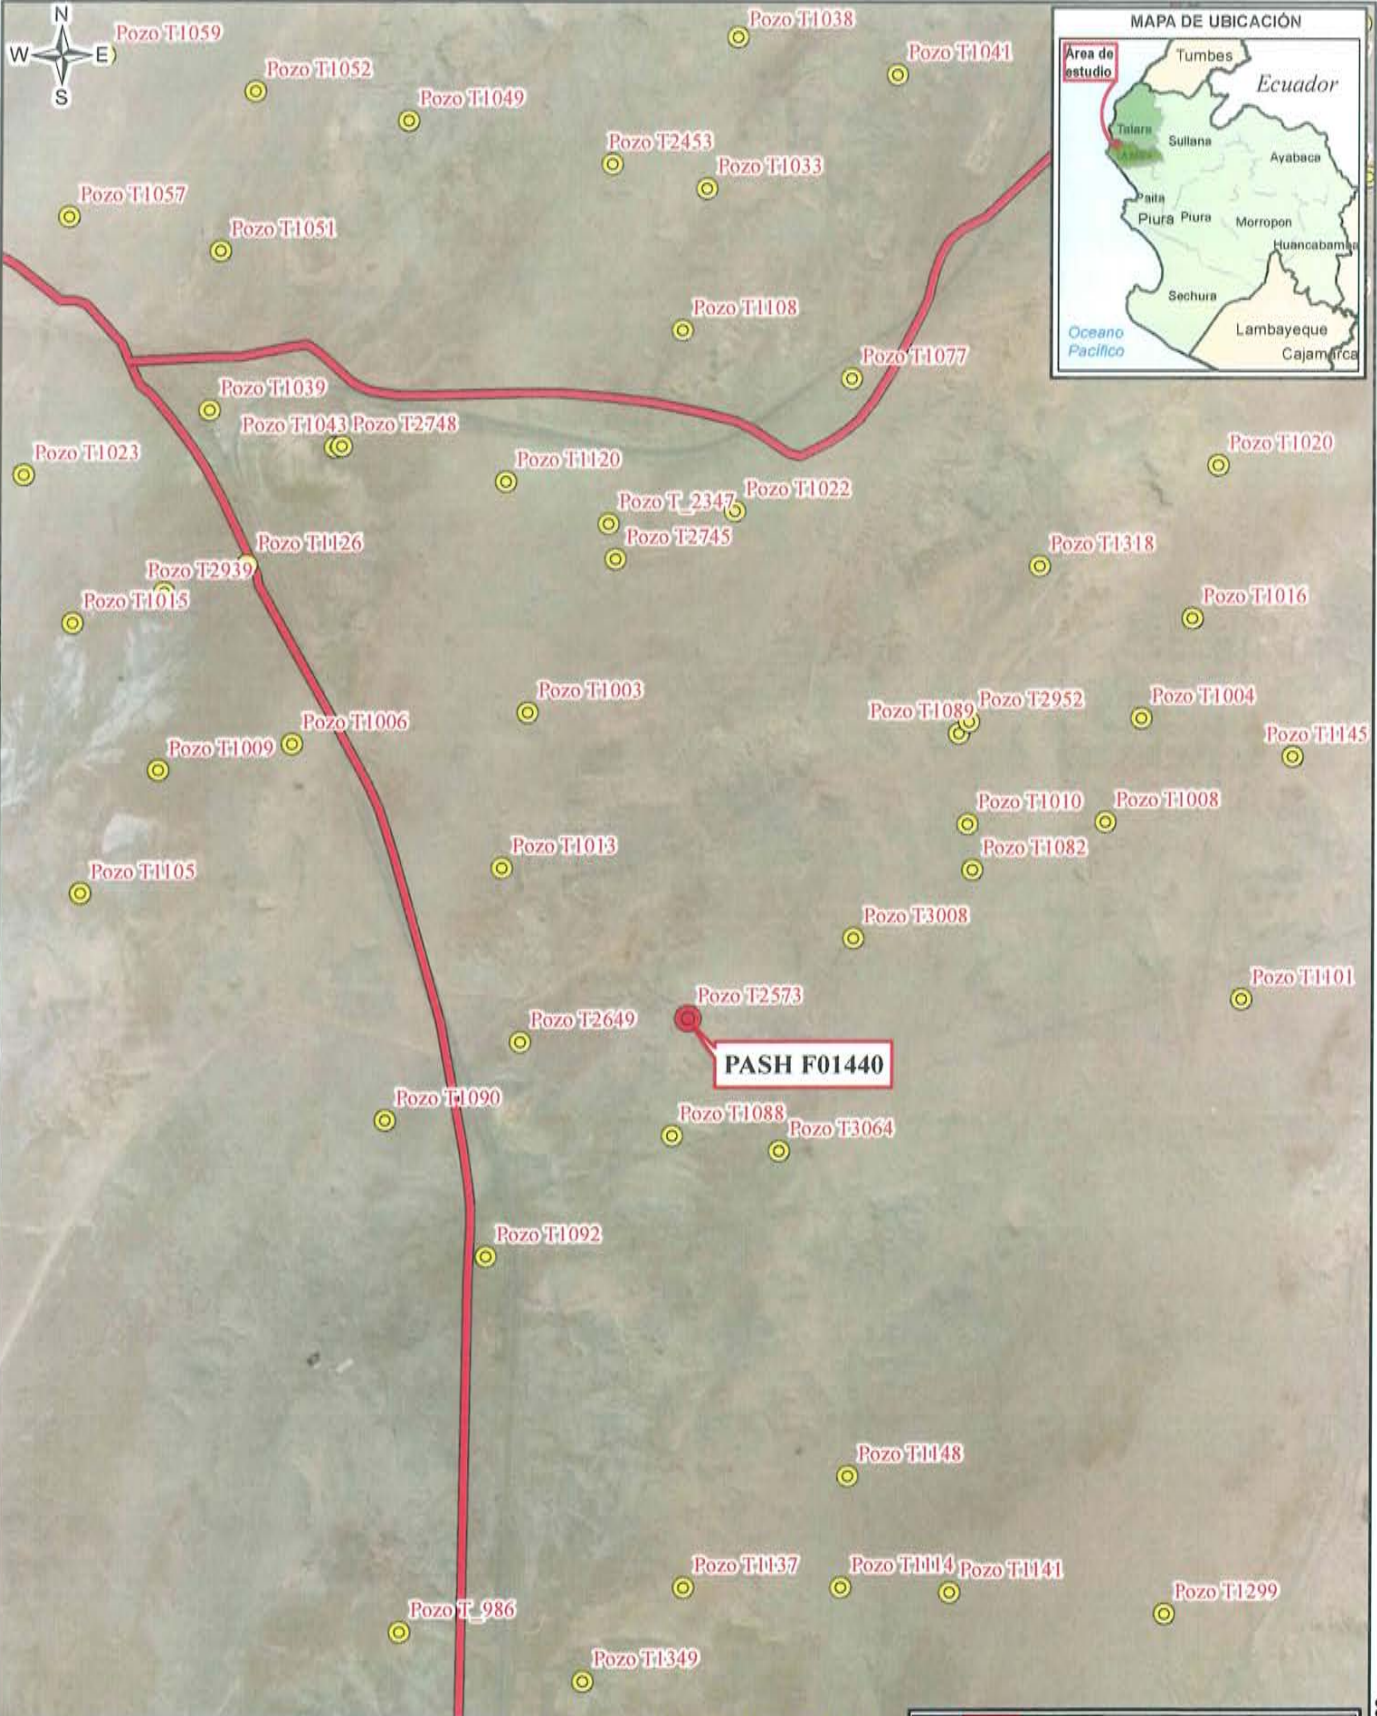 N
W E
S
Pozo T1059
Pozo T1038
Pozo T1041
Pozo T1052
Pozo T1049
Pozo T2453
Pozo T1033
Pozo T1057
Pozo T1051
Pozo T1108
Pozo T1077
Pozo T1039
Pozo T1043 Pozo T2748
Pozo T1023
Pozo T1120
Pozo T1020
Pozo T_2347 Pozo T1022
Pozo T2745
Pozo T1126
Pozo T1318
Pozo T2939
Pozo T1015
Pozo T1016
Pozo T1003
Pozo T1089 Pozo T2952
Pozo T1004
Pozo T1006
Pozo T1009
Pozo T1145
Pozo T1010
Pozo T1008
Pozo T1013
Pozo T1082
Pozo T1105
Pozo T3008
Pozo T1101
Pozo T2573
Pozo T2649
PASH F01440
Pozo T1090
Pozo T1088
Pozo T3064
Pozo T1092
Pozo T1148
Pozo T1137
Pozo T1114
Pozo T1141
Pozo T1299
Pozo T_986
Pozo T1349
MAPA DE UBICACIÓN
Área de
estudio
Tumbes
Ecuador
Talara
Sullana
Ayabaca
Paita
Piura Piura
Morropon
Huancabamba
Sechura
Oceano
Pacífico
Lambayeque
Cajamarca